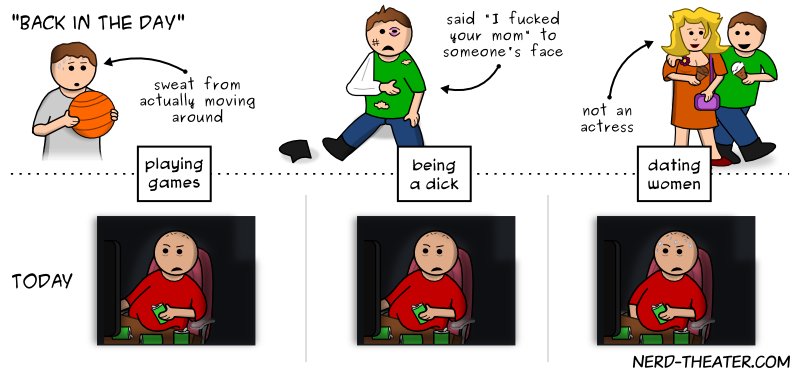 "BACK IN THE DAY"
sweat from
actually moving
around
said "I fucked
your mom" to
someone's face
not an
actress
playing
games
being
a dick
dating
women
TODAY
NERD-THEATER.COM